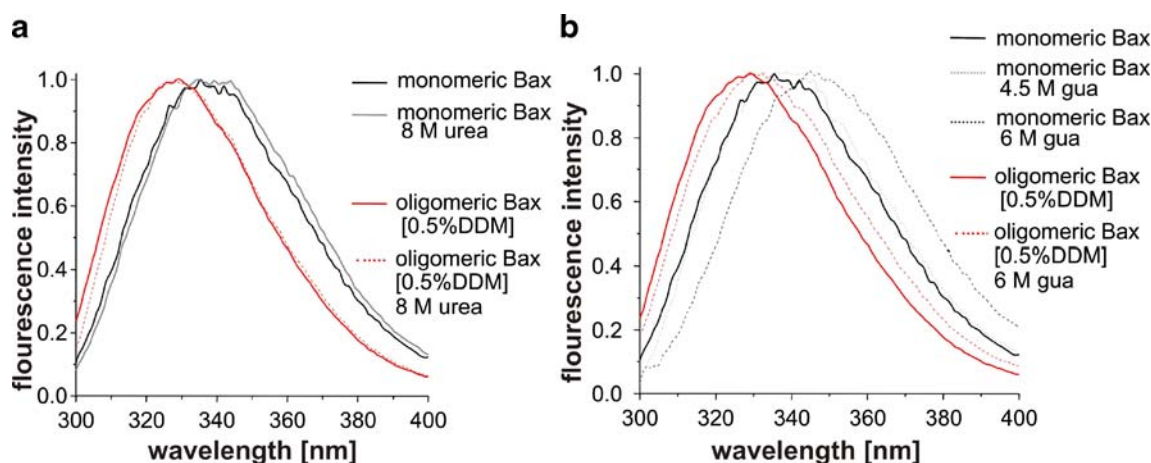 a
1.0
0.8
0.6
0.4
0.2
0.0
flourescence intensity
300
320
340
360
380
400
wavelength [nm]
monomeric Bax
monomeric Bax
8 M urea
oligomeric Bax
[0.5%DDM]
oligomeric Bax
[0.5%DDM]
8 M urea
b
1.0
0.8
0.6
0.4
0.2
0.0
flourescence intensity
300
320
340
360
380
400
wavelength [nm]
monomeric Bax
monomeric Bax
4.5 M gua
monomeric Bax
6 M gua
oligomeric Bax
[0.5%DDM]
oligomeric Bax
[0.5%DDM]
6 M gua